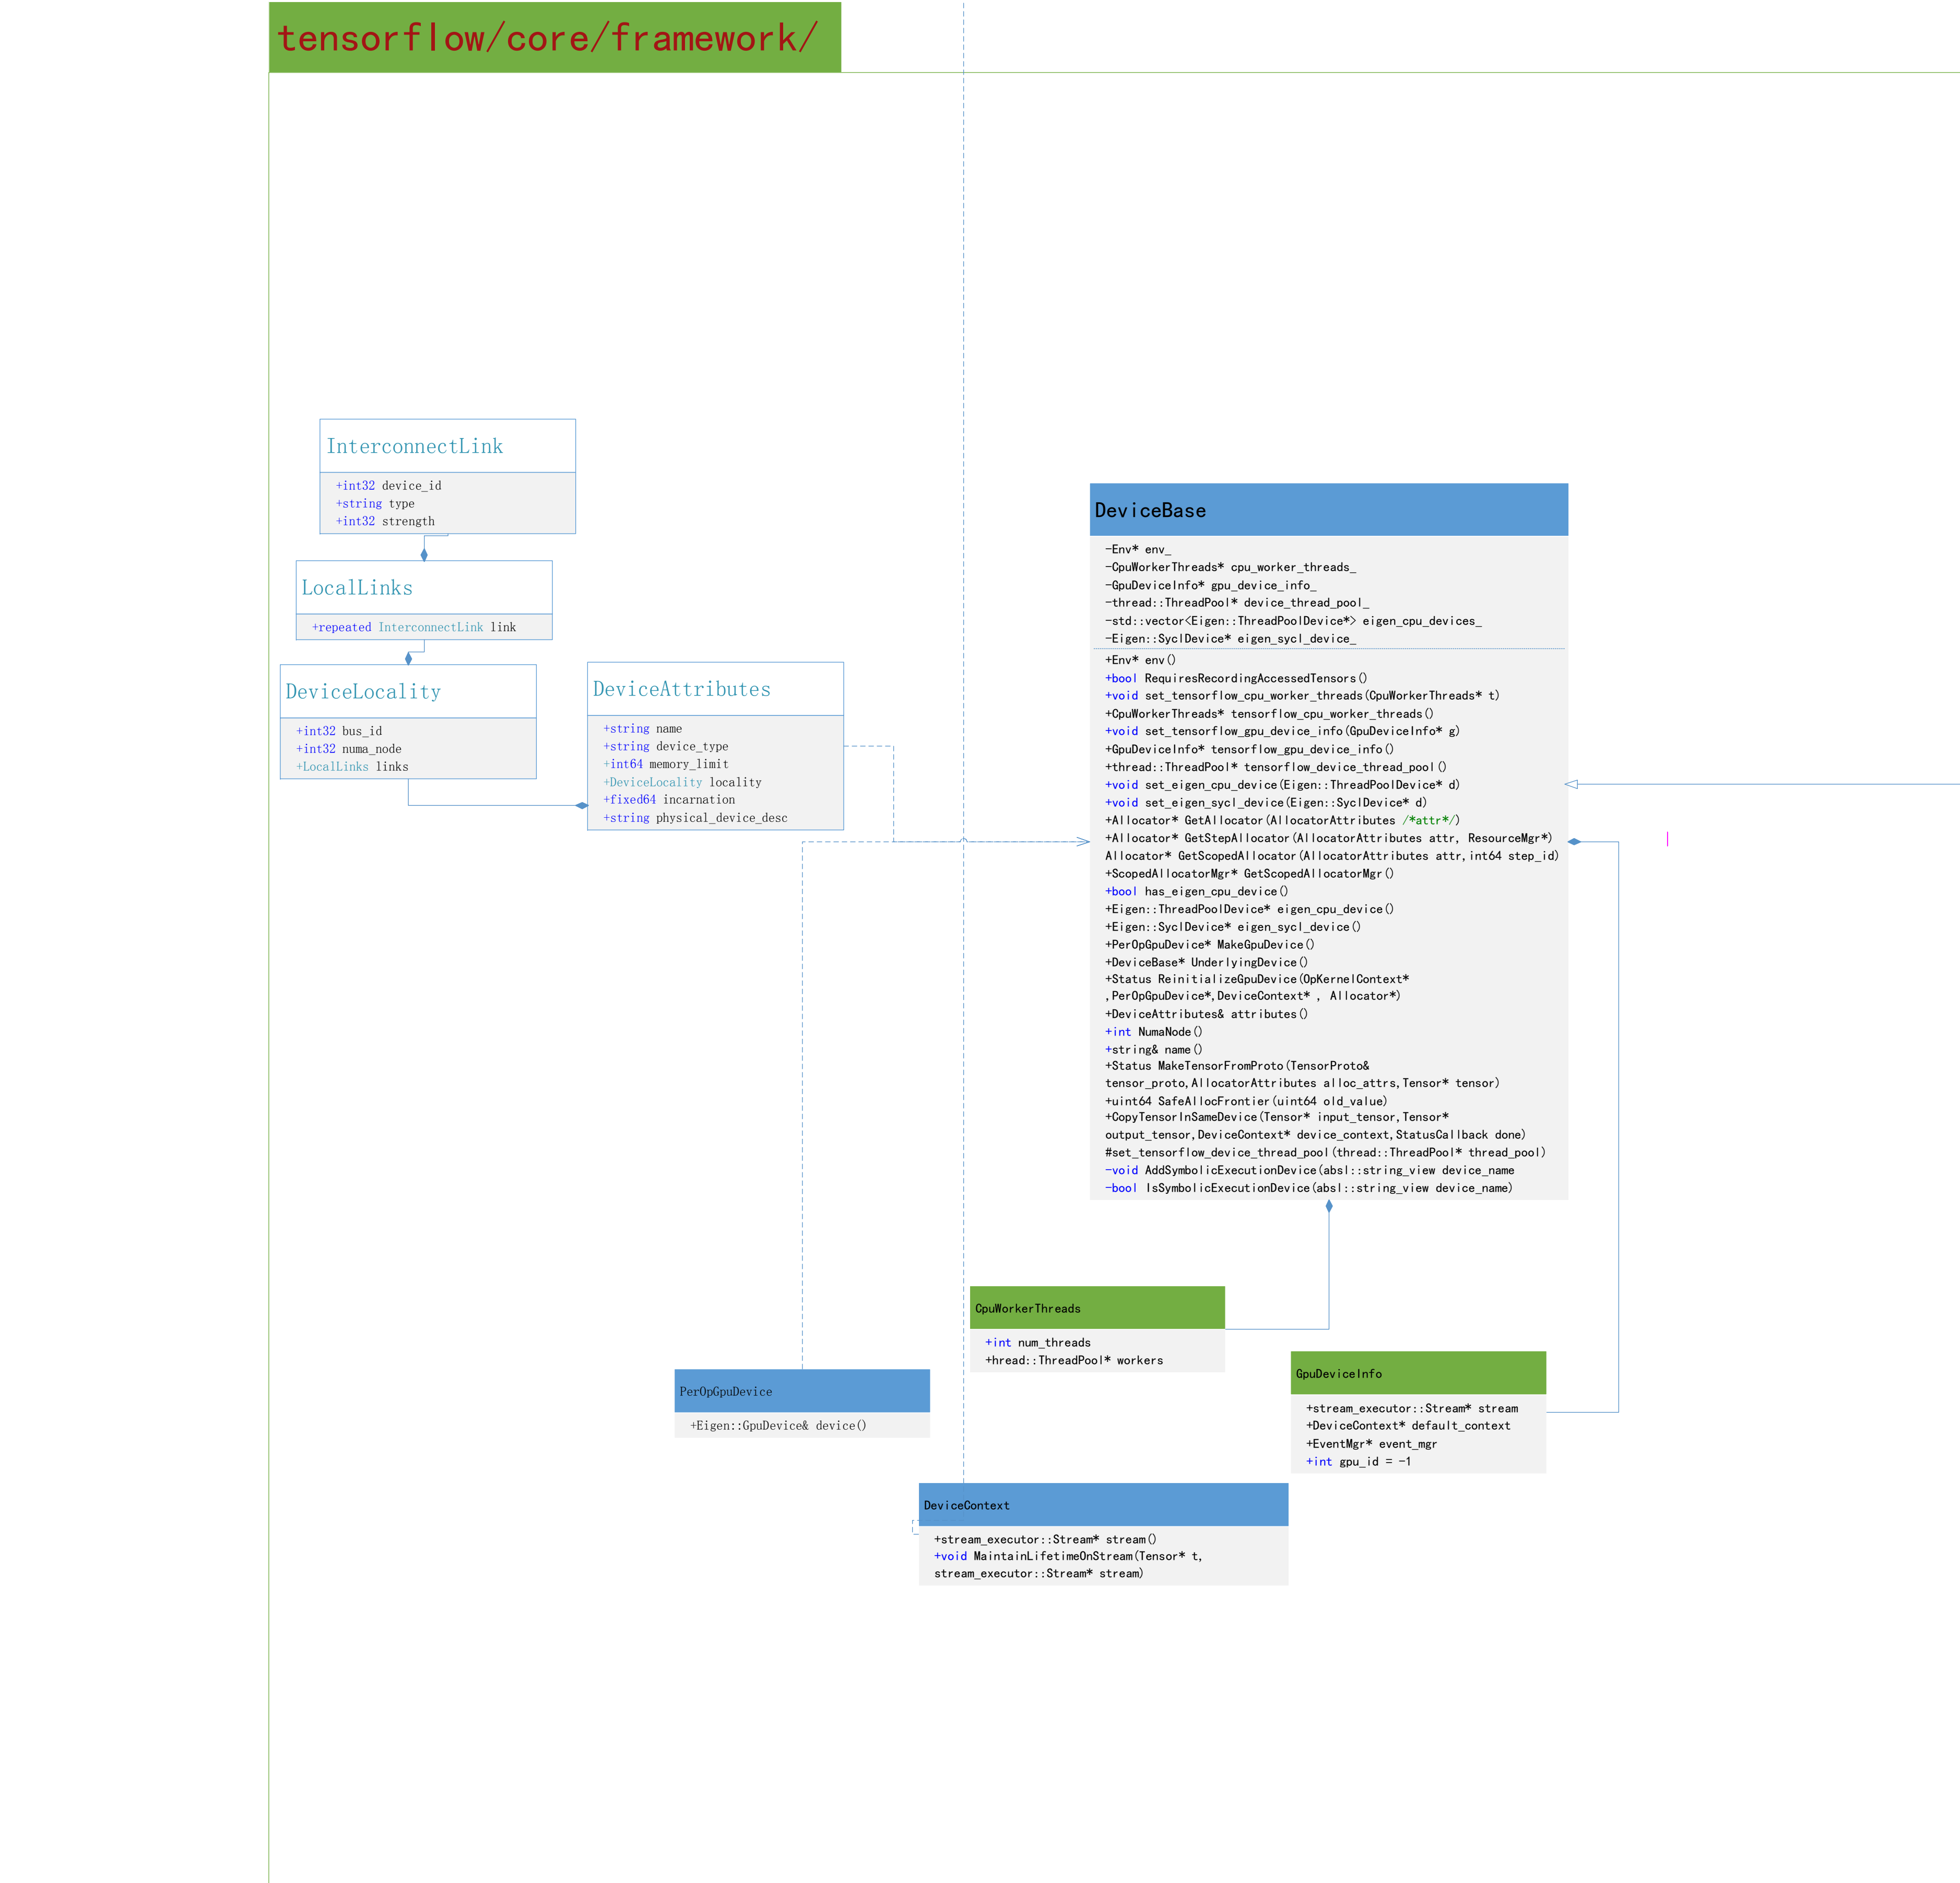 tensorflow/core/framework/
InterconnectLink
+int32 device_id
+string type
+int32 strength
LocalLinks
+repeated InterconnectLink link
DeviceLocality
+int32 bus_id
+int32 numa_node
+LocalLinks links
DeviceAttributes
+string name
+string device_type
+int64 memory_limit
+DeviceLocality locality
+fixed64 incarnation
+string physical_device_desc
DeviceBase
-Env* env_
-CpuWorkerThreads* cpu_worker_threads_
-GpuDeviceInfo* gpu_device_info_
-thread::ThreadPool* device_thread_pool_
-std::vector<Eigen::ThreadPoolDevice*> eigen_cpu_devices_
-Eigen::SyclDevice* eigen_sycl_device_
+Env* env()
+bool RequiresRecordingAccessedTensors()
+void set_tensorflow_cpu_worker_threads(CpuWorkerThreads* t)
+CpuWorkerThreads* tensorflow_cpu_worker_threads()
+void set_tensorflow_gpu_device_info(GpuDeviceInfo* g)
+GpuDeviceInfo* tensorflow_gpu_device_info()
+thread::ThreadPool* tensorflow_device_thread_pool()
+void set_eigen_cpu_device(Eigen::ThreadPoolDevice* d)
+void set_eigen_sycl_device(Eigen::SyclDevice* d)
+Allocator* GetAllocator(AllocatorAttributes /*attr*/)
+Allocator* GetStepAllocator(AllocatorAttributes attr, ResourceMgr*)
Allocator* GetScopedAllocator(AllocatorAttributes attr,int64 step_id)
+ScopedAllocatorMgr* GetScopedAllocatorMgr()
+bool has_eigen_cpu_device()
+Eigen::ThreadPoolDevice* eigen_cpu_device()
+Eigen::SyclDevice* eigen_sycl_device()
+PerOpGpuDevice* MakeGpuDevice()
+DeviceBase* UnderlyingDevice()
+Status ReinitializeGpuDevice(OpKernelContext*
,PerOpGpuDevice*,DeviceContext* , Allocator*)
+DeviceAttributes& attributes()
+int NumaNode()
+string& name()
+Status MakeTensorFromProto(TensorProto&
tensor_proto,AllocatorAttributes alloc_attrs,Tensor* tensor)
+uint64 SafeAllocFrontier(uint64 old_value)
+CopyTensorInSameDevice(Tensor* input_tensor,Tensor*
output_tensor,DeviceContext* device_context,StatusCallback done)
#set_tensorflow_device_thread_pool(thread::ThreadPool* thread_pool)
-void AddSymbolicExecutionDevice(absl::string_view device_name
-bool IsSymbolicExecutionDevice(absl::string_view device_name)
CpuWorkerThreads
+int num_threads
+hread::ThreadPool* workers
GpuDeviceInfo
+stream_executor::Stream* stream
+DeviceContext* default_context
+EventMgr* event_mgr
+int gpu_id = -1
PerOpGpuDevice
+Eigen::GpuDevice& device()
DeviceContext
+stream_executor::Stream* stream()
+void MaintainLifetimeOnStream(Tensor* t,
stream_executor::Stream* stream)